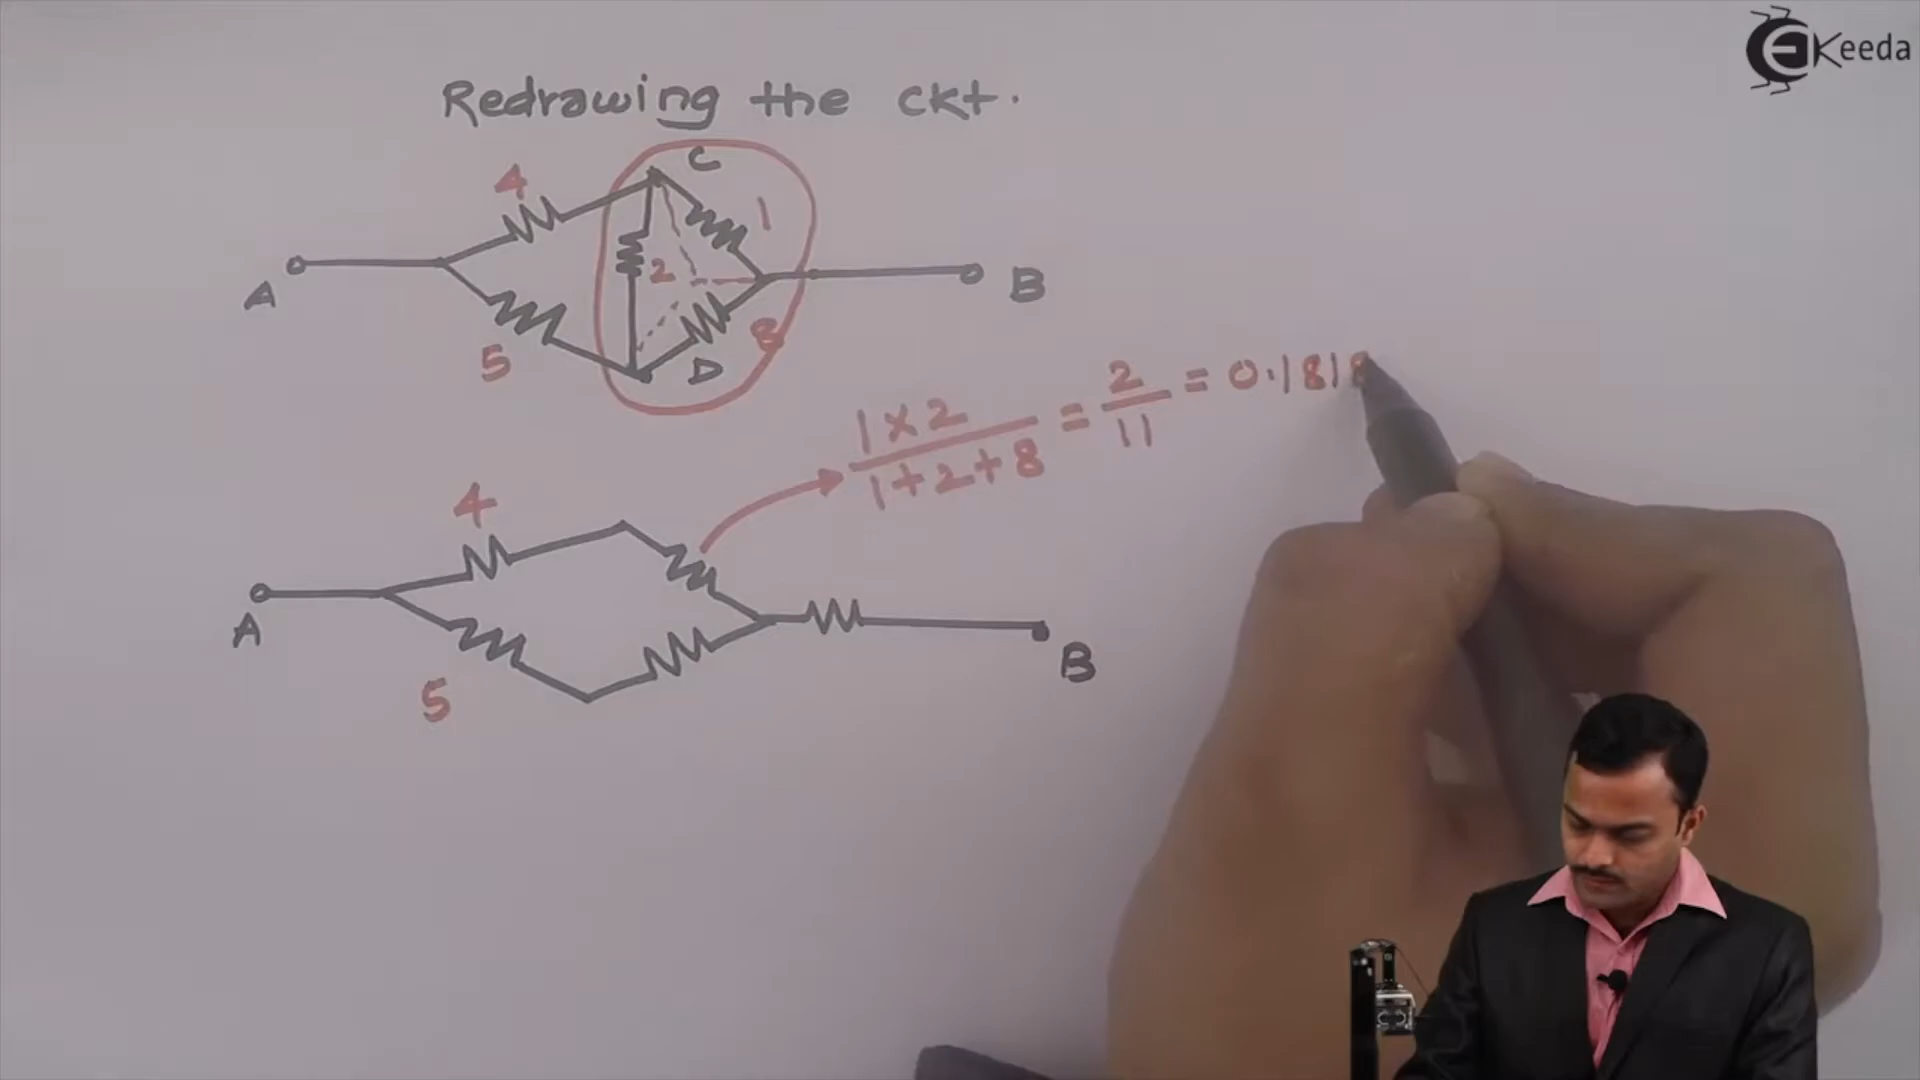 Keeda
Redrawing the ckt.
C
4
1
2
A
B
5
D
8
1×2/1+2+8 = 2/11 = 0.1818
4
A
B
5